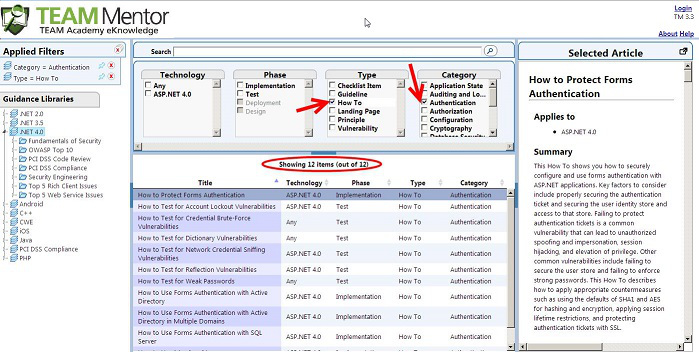 TEAM Mentor
TEAM Academy eKnowledge
Login
TM 3.3
About Help
Applied Filters
Category = Authentication
Type = How To
Guidance Libraries
.NET 2.0
.NET 3.5
.NET 4.0
Fundamentals of Security
OWASP Top 10
PCI DSS Code Review
PCI DSS Compliance
Security Engineering
Top 5 Rich Client Issues
Top 5 Web Service Issues
Android
C++
CWE
iOS
Java
PCI DSS Compliance
PHP
Search
Technology
Any
ASP.NET 4.0
Phase
Implementation
Test
Deployment
Design
Type
Checklist Item
Guideline
How To
Landing Page
Principle
Vulnerability
Category
Application State
Auditing and Lo...
Authentication
Authorization
Configuration
Cryptography
Database Security
Showing 12 items (out of 12)
Title Technology Phase Type Category
How to Protect Forms Authentication ASP.NET 4.0 Implementation How To Authentication
How to Test for Account Lockout Vulnerabilities ASP.NET 4.0 Test How To Authentication
How to Test for Credential Brute-Force
Vulnerabilities Any Test How To Authentication
How to Test for Dictionary Vulnerabilities Any Test How To Authentication
How to Test for Network Credential Sniffing
Vulnerabilities ASP.NET 4.0 Test How To Authentication
How to Test for Reflection Vulnerabilities ASP.NET 4.0 Test How To Authentication
How to Test for Weak Passwords Any Test How To Authentication
How to Use Forms Authentication with Active
Directory ASP.NET 4.0 Implementation How To Authentication
How to Use Forms Authentication with Active
Directory in Multiple Domains ASP.NET 4.0 Implementation How To Authentication
How to Use Forms Authentication with SQL
Server ASP.NET 4.0 Implementation How To Authentication
Selected Article
How to Protect Forms
Authentication
Applies to
ASP.NET 4.0
Summary
This How To shows you how to securely
configure and use forms authentication with
ASP.NET applications. Key factors to consider
include properly securing the authentication
ticket and securing the user identity store and
access to that store. Failing to protect
authentication tickets is a common
vulnerability that can lead to unauthorized
spoofing and impersonation, session
hijacking, and elevation of privilege. Other
common vulnerabilities include failing to
secure the user store and failing to enforce
strong passwords. This How To describes
how to apply appropriate countermeasures
such as using the defaults of SHA1 and AES
for hashing and encryption, applying session
lifetime restrictions, and protecting
authentication tickets with SSL.